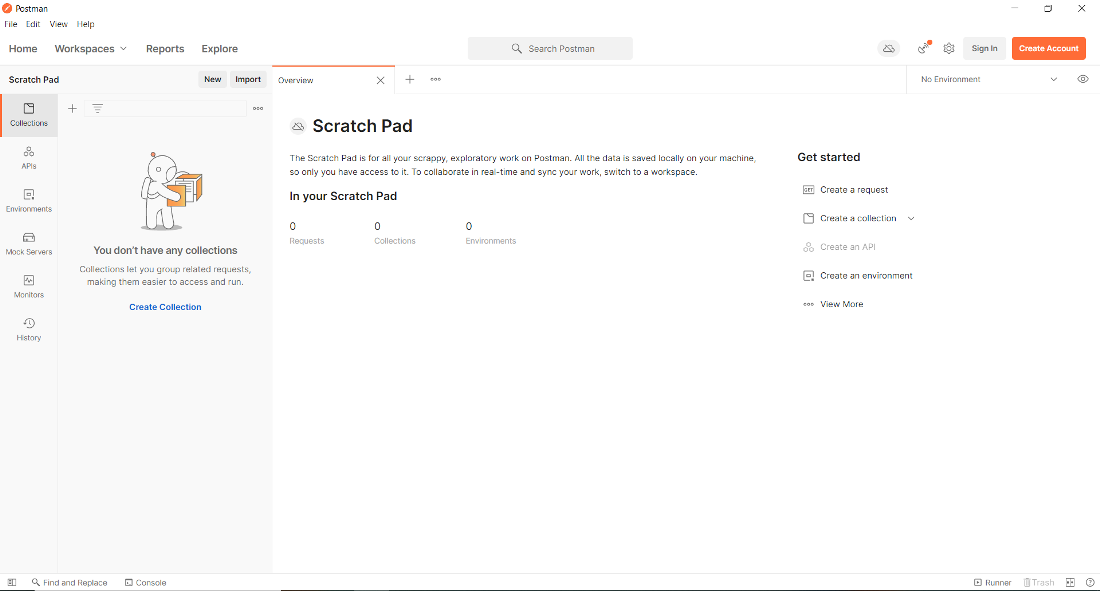 Postman
File Edit View Help
Home Workspaces Reports Explore
Search Postman
Sign In
Create Account
Scratch Pad
New
Import
Overview
No Environment
Collections
APIs
Environments
Mock Servers
Monitors
History
You don't have any collections
Collections let you group related requests,
making them easier to access and run.
Create Collection
Scratch Pad
The Scratch Pad is for all your scrappy, exploratory work on Postman. All the data is saved locally on your machine,
so only you have access to it. To collaborate in real-time and sync your work, switch to a workspace.
In your Scratch Pad
0 0 0
Requests Collections Environments
Get started
GET Create a request
Create a collection
Create an API
Create an environment
View More
Find and Replace Console
Runner Trash